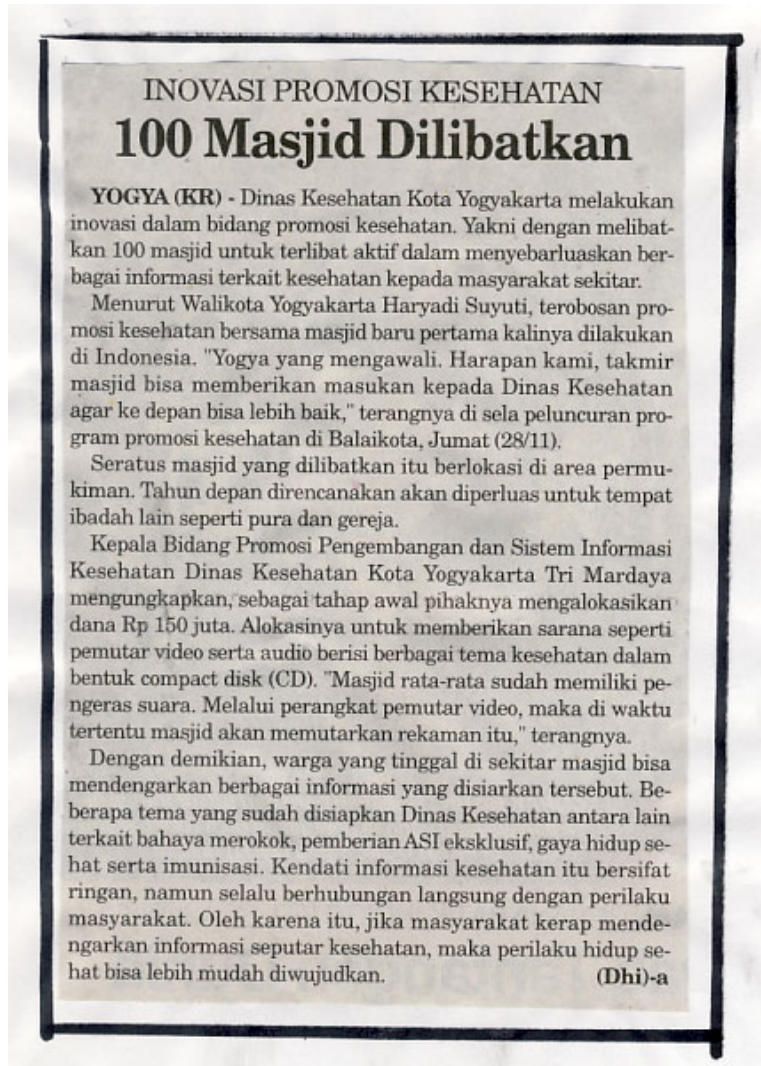 INOVASI PROMOSI KESEHATAN
100 Masjid Dilibatkan
YOGYA (KR) - Dinas Kesehatan Kota Yogyakarta melakukan
inovasi dalam bidang promosi kesehatan. Yakni dengan melibat-
kan 100 masjid untuk terlibat aktif dalam menyebarluaskan ber-
bagai informasi terkait kesehatan kepada masyarakat sekitar.
Menurut Walikota Yogyakarta Haryadi Suyuti, terobosan pro-
mosi kesehatan bersama masjid baru pertama kalinya dilakukan
di Indonesia. "Yogya yang mengawali. Harapan kami, takmir
masjid bisa memberikan masukan kepada Dinas Kesehatan
agar ke depan bisa lebih baik," terangnya di sela peluncuran pro-
gram promosi kesehatan di Balaikota, Jumat (28/11).
Seratus masjid yang dilibatkan itu berlokasi di area permu-
kiman. Tahun depan direncanakan akan diperluas untuk tempat
ibadah lain seperti pura dan gereja.
Kepala Bidang Promosi Pengembangan dan Sistem Informasi
Kesehatan Dinas Kesehatan Kota Yogyakarta Tri Mardaya
mengungkapkan, sebagai tahap awal pihaknya mengalokasikan
dana Rp 150 juta. Alokasinya untuk memberikan sarana seperti
pemutar video serta audio berisi berbagai tema kesehatan dalam
bentuk compact disk (CD). "Masjid rata-rata sudah memiliki pe-
ngeras suara. Melalui perangkat pemutar video, maka di waktu
tertentu masjid akan memutarkan rekaman itu," terangnya.
Dengan demikian, warga yang tinggal di sekitar masjid bisa
mendengarkan berbagai informasi yang disiarkan tersebut. Be-
berapa tema yang sudah disiapkan Dinas Kesehatan antara lain
terkait bahaya merokok, pemberian ASI eksklusif, gaya hidup se-
hat serta imunisasi. Kendati informasi kesehatan itu bersifat
ringan, namun selalu berhubungan langsung dengan perilaku
masyarakat. Oleh karena itu, jika masyarakat kerap mende-
ngarkan informasi seputar kesehatan, maka perilaku hidup se-
hat bisa lebih mudah diwujudkan. (Dhi)-a